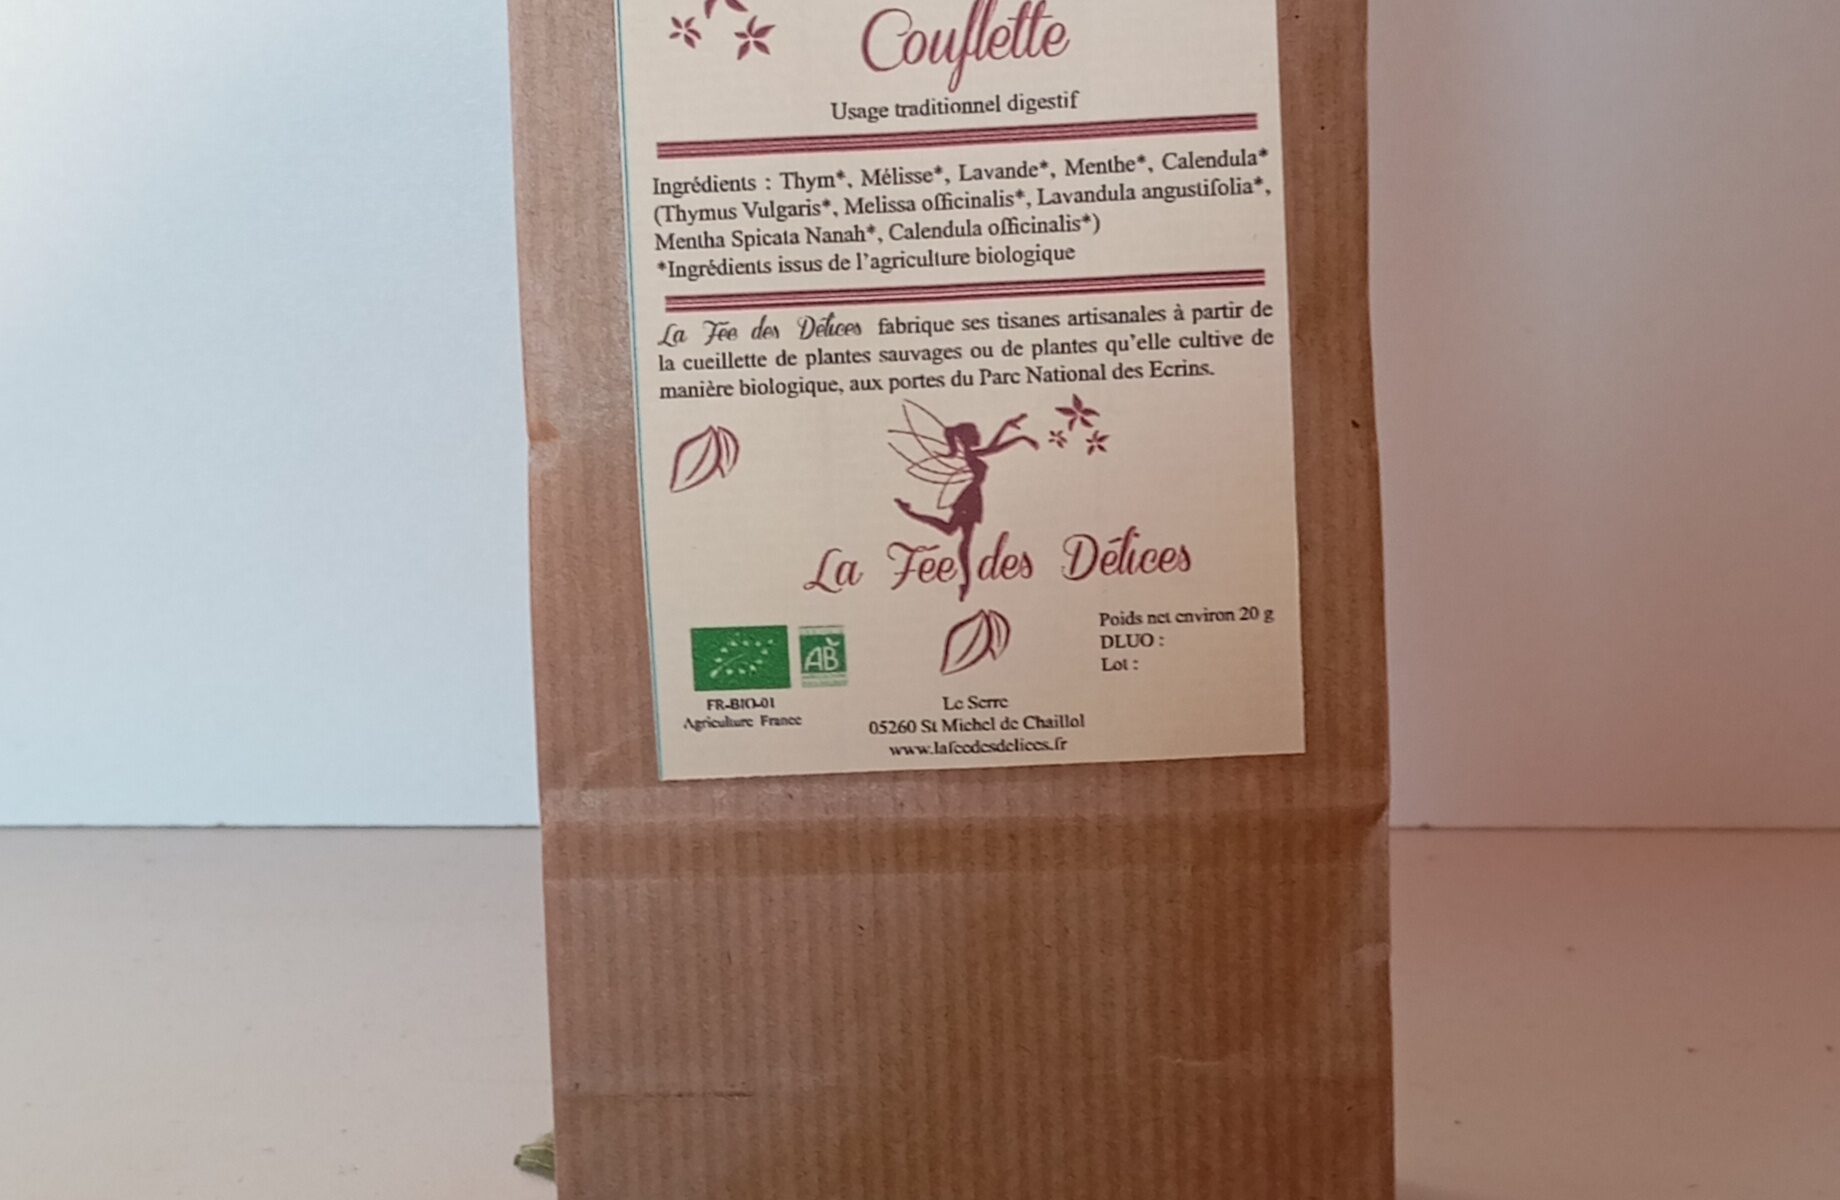 Couflette
Usage traditionnel digestif
Ingrédients : Thym*, Mélisse*, Lavande*, Menthe*, Calendula*
(Thymus Vulgaris*, Melissa officinalis*, Lavandula angustifolia*,
Mentha Spicata Nanah*, Calendula officinalis*)
*Ingrédients issus de l'agriculture biologique
La Fée des Délices fabrique ses tisanes artisanales à partir de
la cueillette de plantes sauvages ou de plantes qu'elle cultive de
manière biologique, aux portes du Parc National des Ecrins.
La Fée des Délices
AB
FR-BIO-01
Agriculture France
Le Serre
05260 St Michel de Chaillol
www.lafeedesdelices.fr
Poids net environ 20 g
DLUO :
Lot :